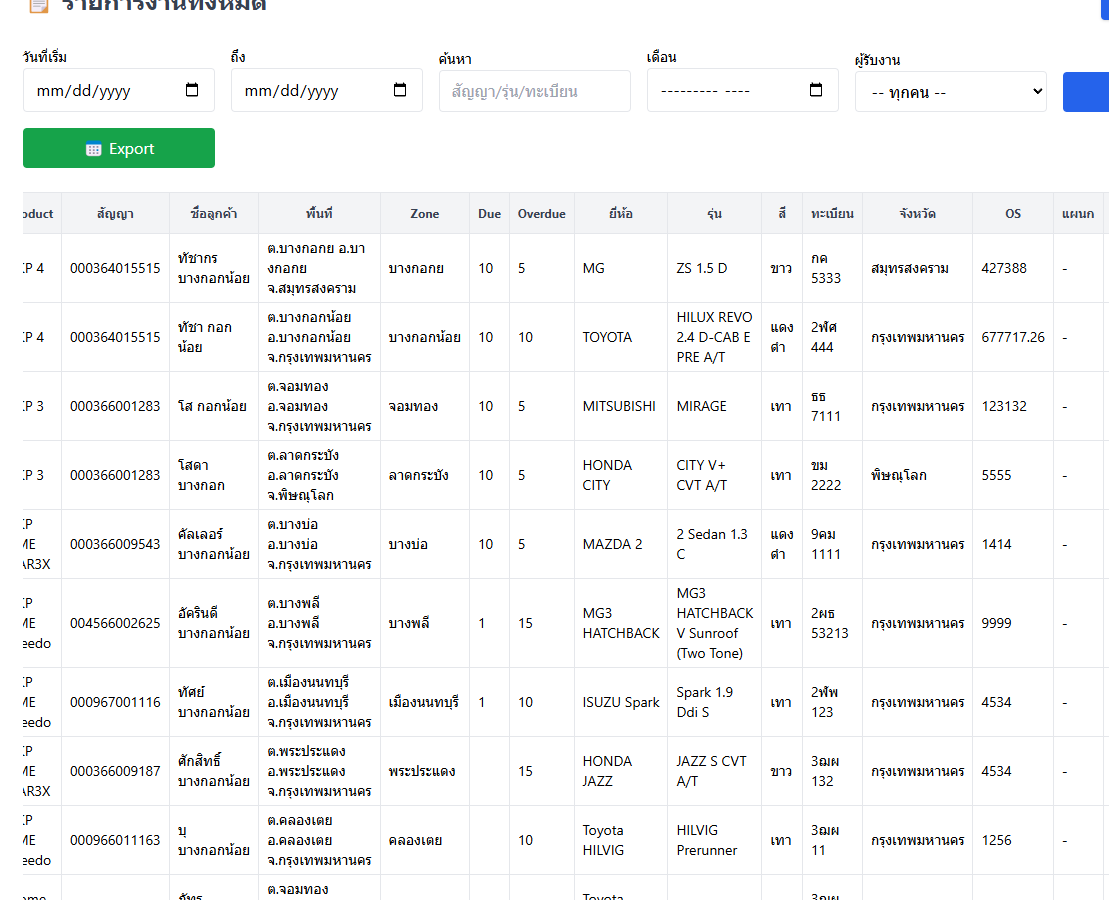 รายการงานทั้งหมด
วันที่เริ่ม
ถึง
ค้นหา
เดือน
ผู้รับงาน
mm/dd/yyyy
mm/dd/yyyy
สัญญา/รุ่น/ทะเบียน
--------- ----
-- ทุกคน --
Export
oduct สัญญา ชื่อลูกค้า พื้นที่ Zone Due Overdue ยี่ห้อ รุ่น สี ทะเบียน จังหวัด OS แผนก
P 4 000364015515 ทัชากร บางกอกน้อย ต.บางกอกย อ.บางกอกย จ.สมุทรสงคราม บางกอกย 10 5 MG ZS 1.5 D ขาว กค 5333 สมุทรสงคราม 427388 -
P 4 000364015515 ทัชา กอกน้อย ต.บางกอกน้อย อ.บางกอกน้อย จ.กรุงเทพมหานคร บางกอกน้อย 10 10 TOYOTA HILUX REVO 2.4 D-CAB E PRE A/T แดงดำ 2ฬศ 444 กรุงเทพมหานคร 677717.26 -
P 3 000366001283 โส กอกน้อย ต.จอมทอง อ.จอมทอง จ.กรุงเทพมหานคร จอมทอง 10 5 MITSUBISHI MIRAGE เทา ธธ 7111 กรุงเทพมหานคร 123132 -
P 3 000366001283 โสดา บางกอก ต.ลาดกระบัง อ.ลาดกระบัง จ.พิษณุโลก ลาดกระบัง 10 5 HONDA CITY CITY V+ CVT A/T เทา ขม 2222 พิษณุโลก 5555 -
P ME AR3X 000366009543 คัลเลอร์ บางกอกน้อย ต.บางบ่อ อ.บางบ่อ จ.กรุงเทพมหานคร บางบ่อ 10 5 MAZDA 2 2 Sedan 1.3 C แดงดำ 9คม 1111 กรุงเทพมหานคร 1414 -
P ME eedo 004566002625 อัครินดี บางกอกน้อย ต.บางพลี อ.บางพลี จ.กรุงเทพมหานคร บางพลี 1 15 MG3 HATCHBACK MG3 HATCHBACK V Sunroof (Two Tone) เทา 2ผธ 53213 กรุงเทพมหานคร 9999 -
P ME eedo 000967001116 ทัศย์ บางกอกน้อย ต.เมืองนนทบุรี อ.เมืองนนทบุรี จ.กรุงเทพมหานคร เมืองนนทบุรี 1 10 ISUZU Spark Spark 1.9 Ddi S เทา 2ฬพ 123 กรุงเทพมหานคร 4534 -
P ME AR3X 000366009187 ศักสิทธิ์ บางกอกน้อย ต.พระประแดง อ.พระประแดง จ.กรุงเทพมหานคร พระประแดง 15 HONDA JAZZ JAZZ S CVT A/T ขาว 3ฒผ 132 กรุงเทพมหานคร 4534 -
P ME eedo 000966011163 บุ บางกอกน้อย ต.คลองเตย อ.คลองเตย จ.กรุงเทพมหานคร คลองเตย 10 Toyota HILVIG HILVIG Prerunner เทา 3ฒผ 11 กรุงเทพมหานคร 1256 -
ต.จอมทอง Toyota